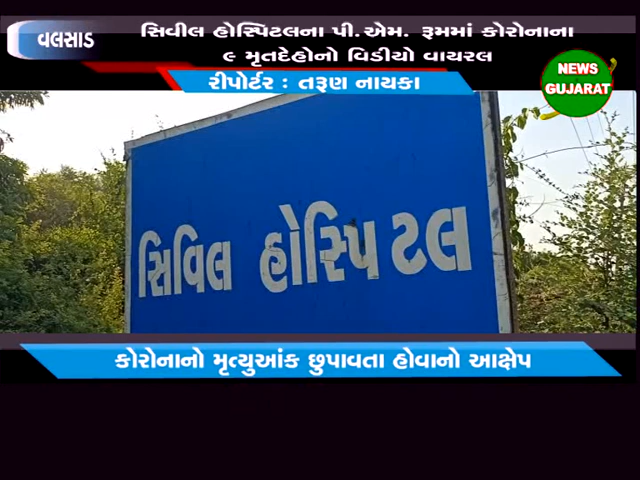 વલસાડ
સિવીલ હોસ્પિટલના પી.એમ. રૂમમાં કોરોનાના
૯ મૃતદેહોનો વિડીયો વાયરલ
રીપોર્ટર : તરૂણ નાયકા
NEWS
GUJARAT
સિવિલ હોસ્પિટલ
કોરોનાનો મૃત્યુઆંક છુપાવતા હોવાનો આક્ષેપ